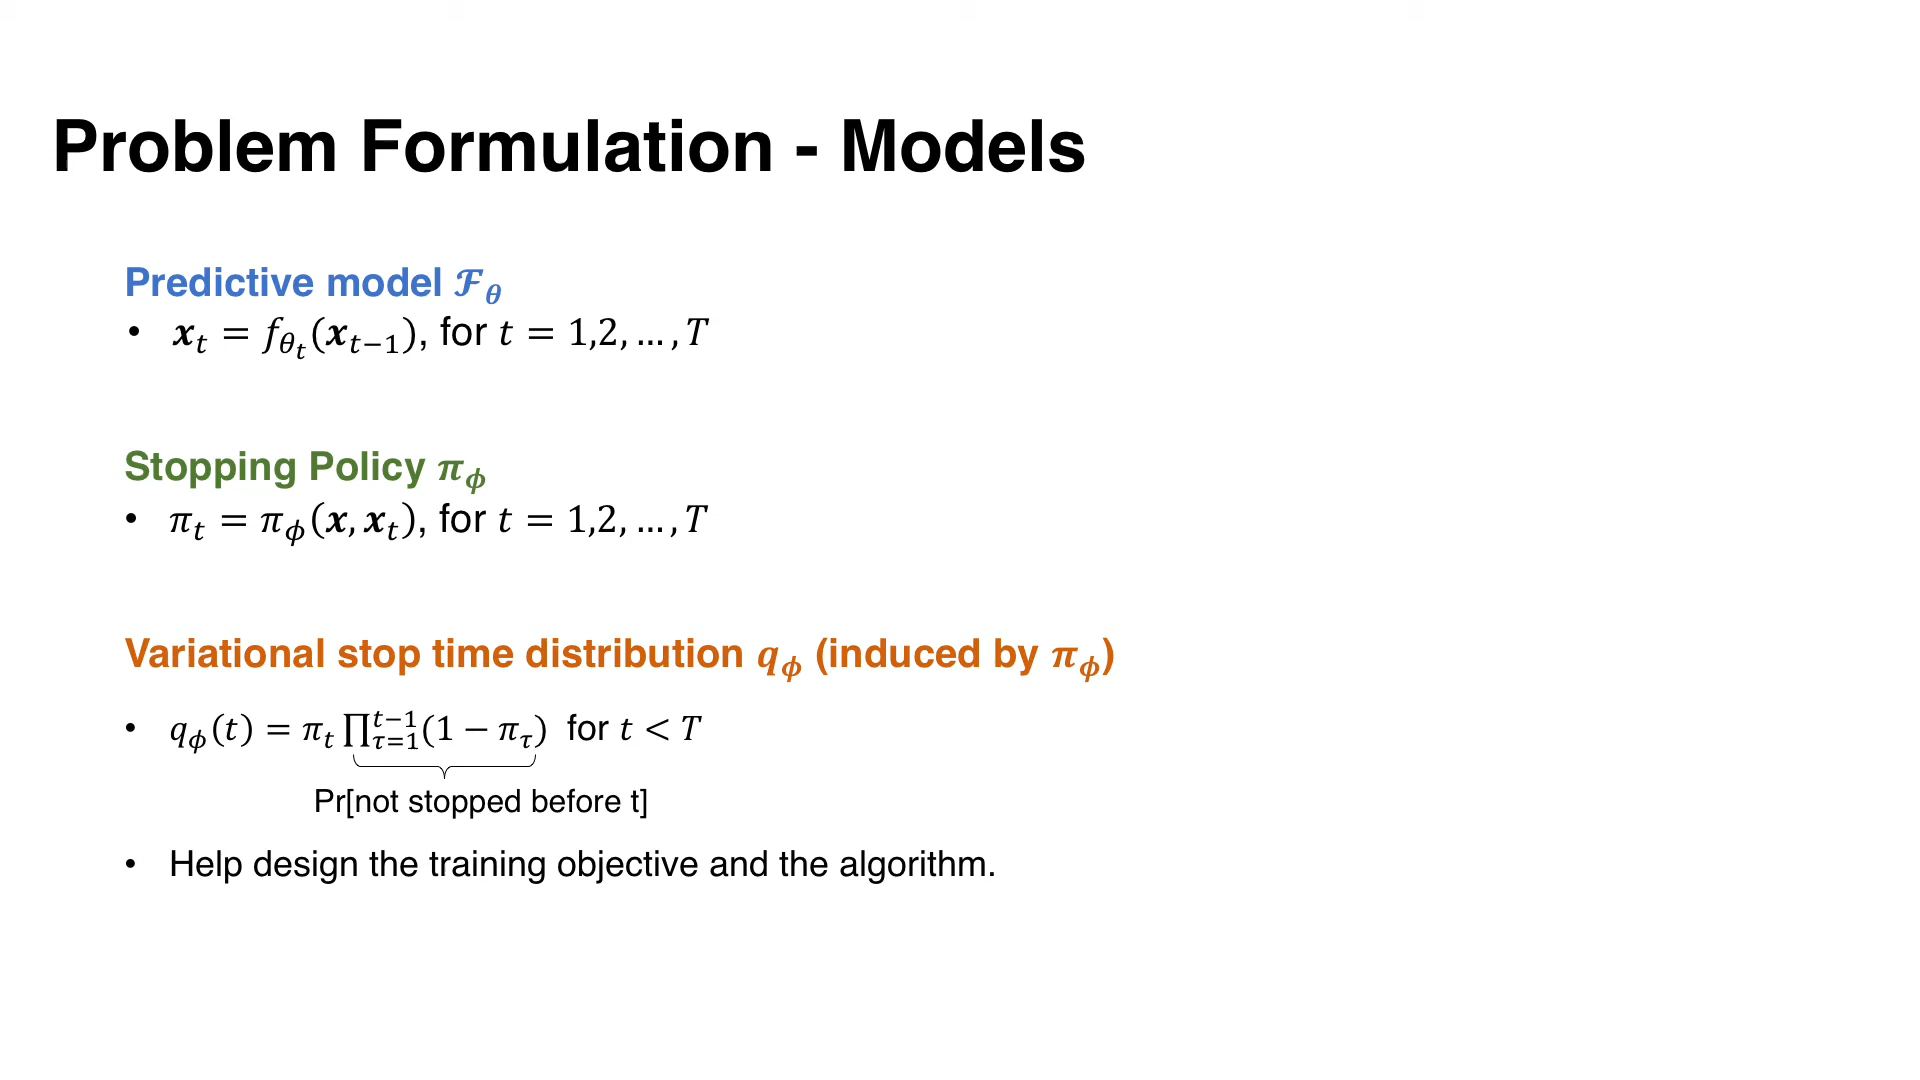 Problem Formulation - Models
Predictive model 𝓕_θ
• 𝒙_t = f_{θ_t}(𝒙_{t−1}), for t = 1,2, … , T
Stopping Policy π_ϕ
• π_t = π_ϕ(𝒙, 𝒙_t), for t = 1,2, … , T
Variational stop time distribution q_ϕ (induced by π_ϕ)
• q_ϕ(t) = π_t ∏_{τ=1}^{t−1}(1 − π_τ) for t < T
Pr[not stopped before t]
• Help design the training objective and the algorithm.